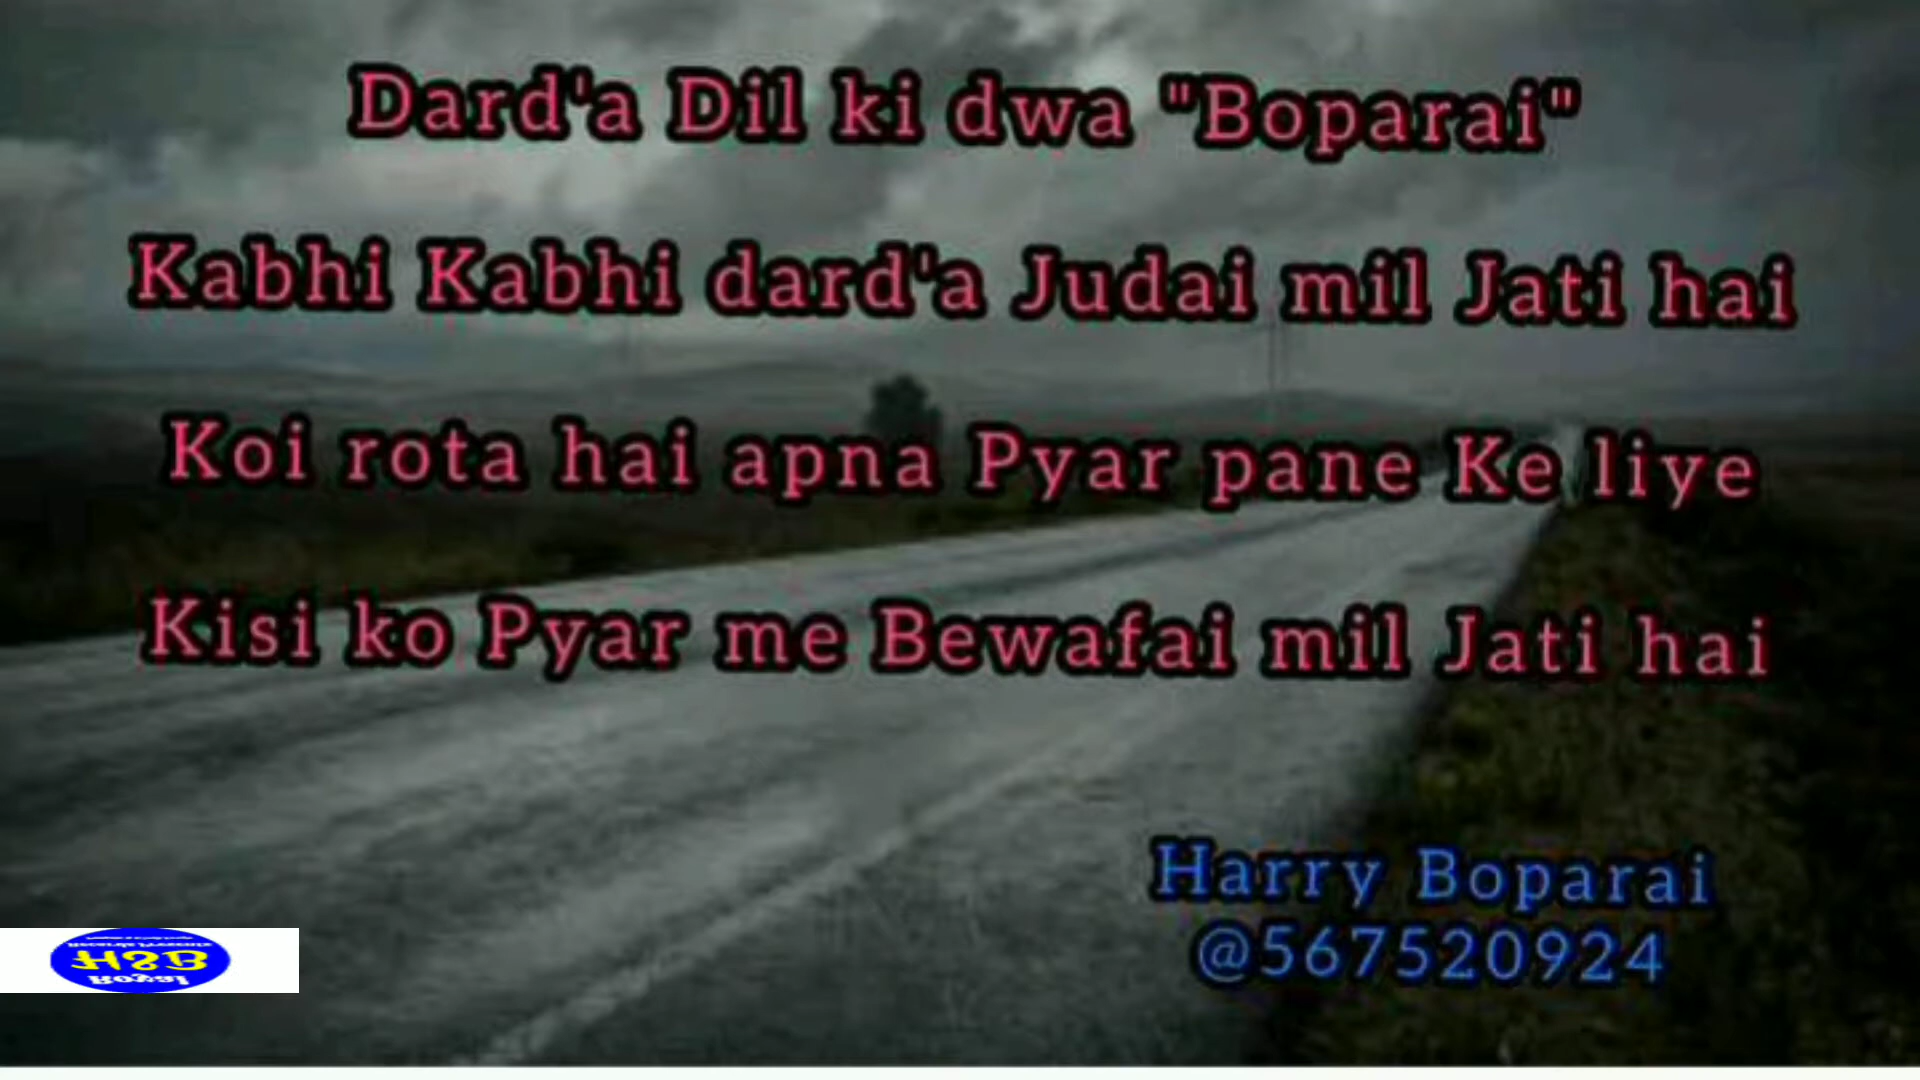 Dard'a Dil ki dwa "Boparai"
Kabhi Kabhi dard'a Judai mil Jati hai
Koi rota hai apna Pyar pane Ke liye
Kisi ko Pyar me Bewafai mil Jati hai
Harry Boparai
@567520924
HSB
Royal